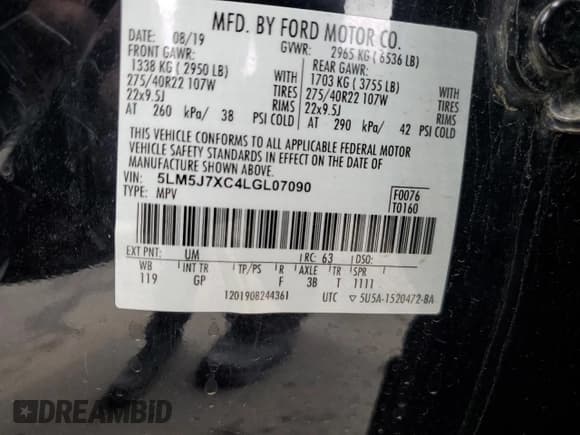 MFD. BY FORD MOTOR CO.
DATE: 08/19 GVWR: 2965 KG ( 6536 LB)
FRONT GAWR: REAR GAWR:
1338 KG ( 2950 LB) WITH 1703 KG ( 3755 LB) WITH
275/40R22 107W TIRES 275/40R22 107W TIRES
22x9.5J RIMS 22x9.5J RIMS
AT 260 kPa/ 38 PSI COLD AT 290 kPa/ 42 PSI COLD
THIS VEHICLE CONFORMS TO ALL APPLICABLE FEDERAL MOTOR
VEHICLE SAFETY STANDARDS IN EFFECT ON THE DATE OF
MANUFACTURE SHOWN ABOVE.
VIN: 5LM5J7XC4LGL07090
TYPE: MPV
F0076
T0160
EXT PNT: UM RC: 63 DSO:
WB INT TR TP/PS R AXLE TR SPR
119 GP F 3B T 1111
1201908244361 UTC ▽ 5U5A-1520472-BA
DREAMBID